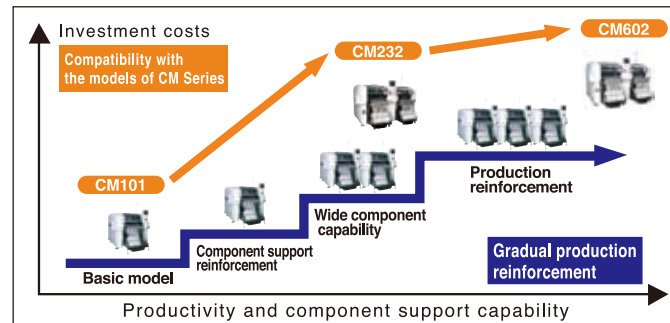 Investment costs
Compatibility with
the models of CM Series
CM232
CM602
CM101
Production
reinforcement
Wide component
capability
Component support
reinforcement
Basic model
Gradual production
reinforcement
Productivity and component support capability